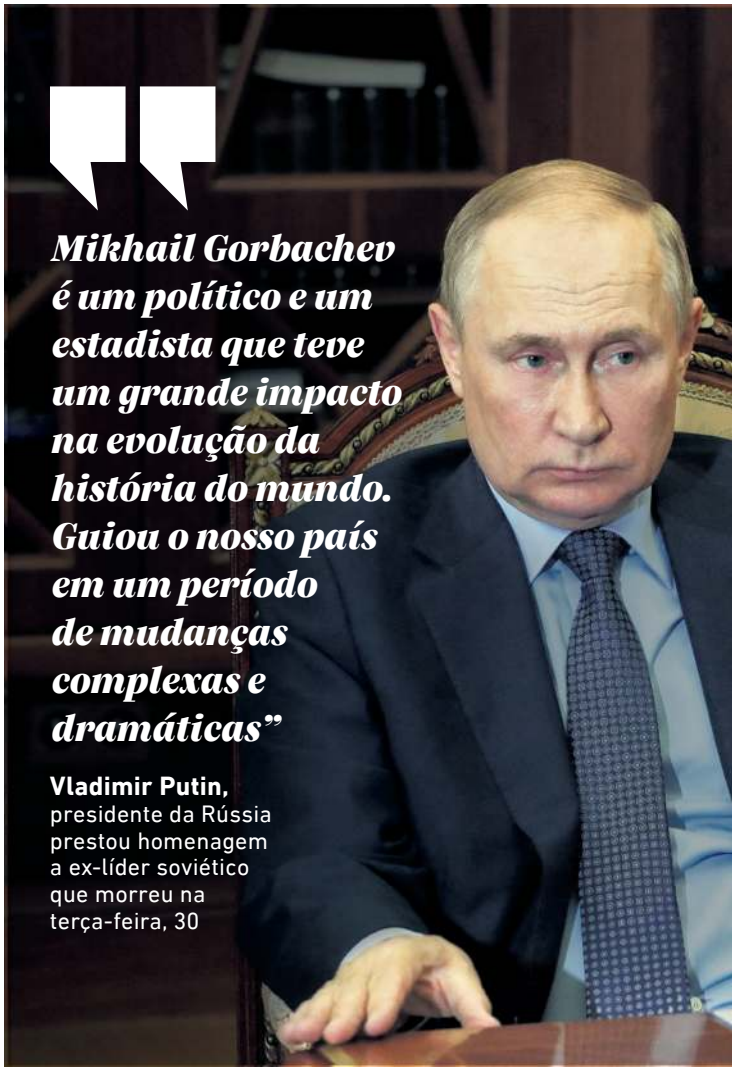 Mikhail Gorbachev
é um político e um
estadista que teve
um grande impacto
na evolução da
história do mundo.
Guiou o nosso país
em um período
de mudanças
complexas e
dramáticas”
Vladimir Putin,
presidente da Rússia
prestou homenagem
a ex-líder soviético
que morreu na
terça-feira, 30